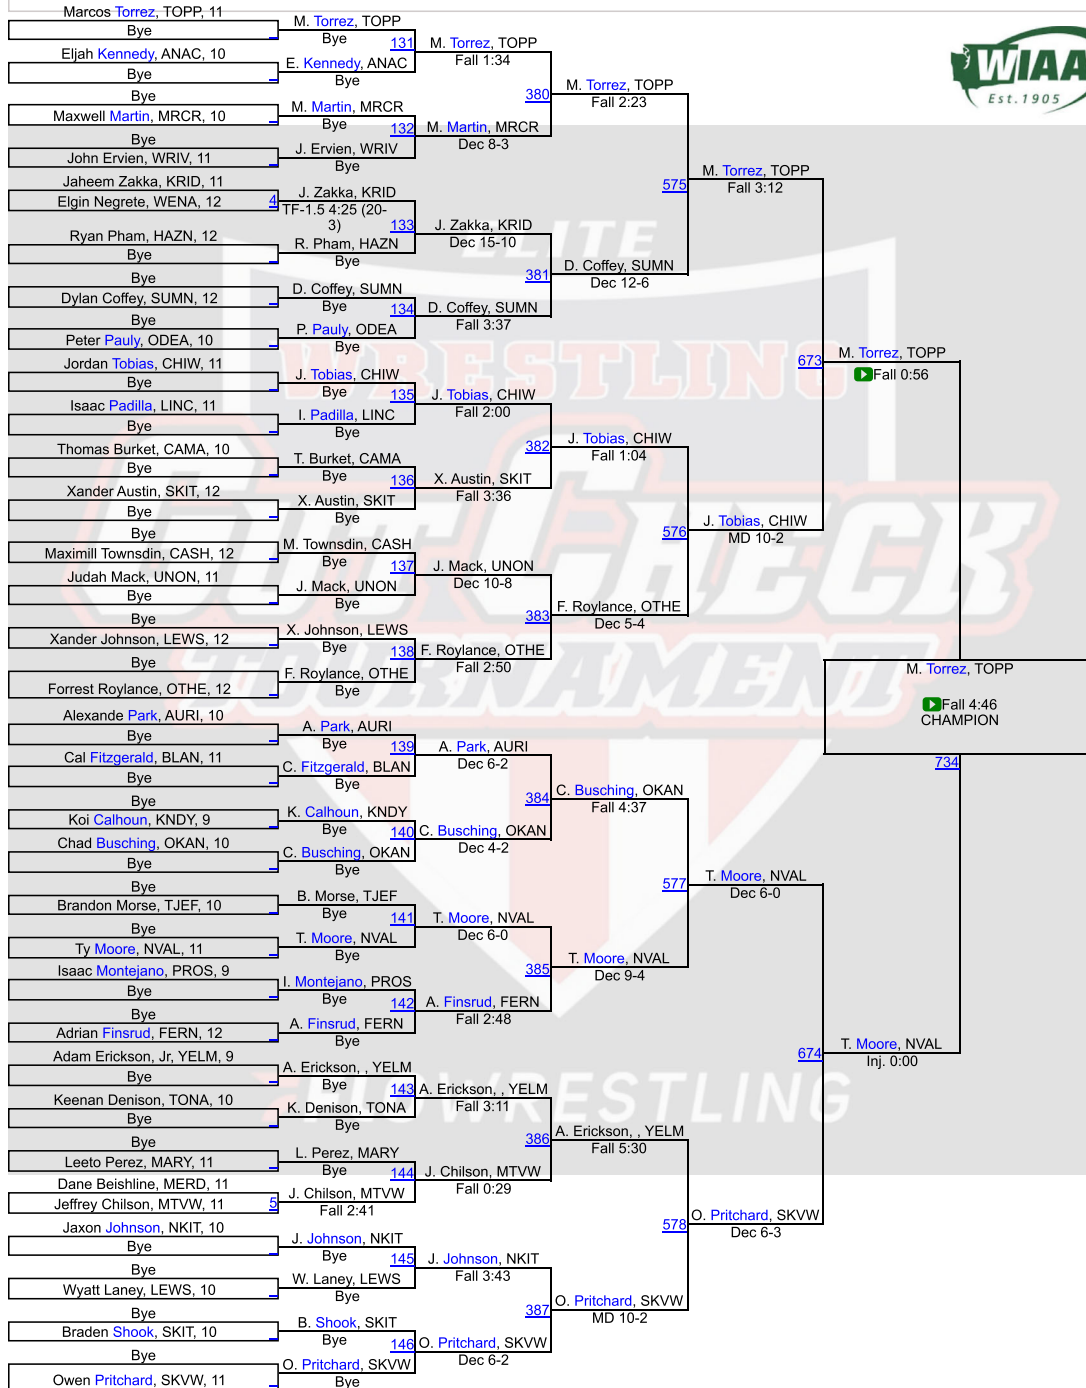 Marcos Torrez, TOPP, 11
Bye
Eljah Kennedy, ANAC, 10
Bye
Bye
Maxwell Martin, MRCR, 10
Bye
John Ervien, WRIV, 11
Jaheem Zakka, KRID, 11
Elgin Negrete, WENA, 12
4
Ryan Pham, HAZN, 12
Bye
Bye
Dylan Coffey, SUMN, 12
Bye
Peter Pauly, ODEA, 10
Jordan Tobias, CHIW, 11
Bye
Isaac Padilla, LINC, 11
Bye
Thomas Burket, CAMA, 10
Bye
Xander Austin, SKIT, 12
Bye
Bye
Maximill Townsdin, CASH, 12
Judah Mack, UNON, 11
Bye
Bye
Xander Johnson, LEWS, 12
Bye
Forrest Roylance, OTHE, 12
Alexande Park, AURI, 10
Bye
Cal Fitzgerald, BLAN, 11
Bye
Bye
Koi Calhoun, KNDY, 9
Chad Busching, OKAN, 10
Bye
Bye
Brandon Morse, TJEF, 10
Bye
Ty Moore, NVAL, 11
Isaac Montejano, PROS, 9
Bye
Bye
Adrian Finsrud, FERN, 12
Adam Erickson, Jr, YELM, 9
Bye
Keenan Denison, TONA, 10
Bye
Bye
Leeto Perez, MARY, 11
Dane Beishline, MERD, 11
Jeffrey Chilson, MTVW, 11
5
Jaxon Johnson, NKIT, 10
Bye
Bye
Wyatt Laney, LEWS, 10
Bye
Braden Shook, SKIT, 10
Bye
Owen Pritchard, SKVW, 11
M. Torrez, TOPP
Bye
131
E. Kennedy, ANAC
Bye
M. Martin, MRCR
Bye
132
J. Ervien, WRIV
Bye
J. Zakka, KRID
TF-1.5 4:25 (20-
3)
133
R. Pham, HAZN
Bye
D. Coffey, SUMN
Bye
134
P. Pauly, ODEA
Bye
J. Tobias, CHIW
Bye
135
I. Padilla, LINC
Bye
T. Burket, CAMA
Bye
136
X. Austin, SKIT
Bye
M. Townsdin, CASH
Bye
137
J. Mack, UNON
Bye
X. Johnson, LEWS
Bye
138
F. Roylance, OTHE
Bye
A. Park, AURI
Bye
139
C. Fitzgerald, BLAN
Bye
K. Calhoun, KNDY
Bye
140
C. Busching, OKAN
Bye
B. Morse, TJEF
Bye
141
T. Moore, NVAL
Bye
I. Montejano, PROS
Bye
142
A. Finsrud, FERN
Bye
A. Erickson, , YELM
Bye
143
K. Denison, TONA
Bye
L. Perez, MARY
Bye
144
J. Chilson, MTVW
Fall 2:41
J. Johnson, NKIT
Bye
145
W. Laney, LEWS
Bye
B. Shook, SKIT
Bye
146
O. Pritchard, SKVW
Bye
M. Torrez, TOPP
Fall 1:34
380
M. Martin, MRCR
Dec 8-3
J. Zakka, KRID
Dec 15-10
381
D. Coffey, SUMN
Fall 3:37
J. Tobias, CHIW
Fall 2:00
382
X. Austin, SKIT
Fall 3:36
J. Mack, UNON
Dec 10-8
383
F. Roylance, OTHE
Fall 2:50
A. Park, AURI
Dec 6-2
384
C. Busching, OKAN
Dec 4-2
T. Moore, NVAL
Dec 6-0
385
A. Finsrud, FERN
Fall 2:48
A. Erickson, , YELM
Fall 3:11
386
J. Chilson, MTVW
Fall 0:29
J. Johnson, NKIT
Fall 3:43
387
O. Pritchard, SKVW
Dec 6-2
M. Torrez, TOPP
Fall 2:23
575
D. Coffey, SUMN
Dec 12-6
J. Tobias, CHIW
Fall 1:04
576
F. Roylance, OTHE
Dec 5-4
C. Busching, OKAN
Fall 4:37
577
T. Moore, NVAL
Dec 9-4
A. Erickson, , YELM
Fall 5:30
578
O. Pritchard, SKVW
MD 10-2
M. Torrez, TOPP
Fall 3:12
673
J. Tobias, CHIW
MD 10-2
T. Moore, NVAL
Dec 6-0
674
O. Pritchard, SKVW
Dec 6-3
M. Torrez, TOPP
Fall 0:56
T. Moore, NVAL
Inj. 0:00
M. Torrez, TOPP
Fall 4:46
CHAMPION
734
WIAA
Est.1905
ELITE
WRESTLING
GUT CHECK
TOURNAMENT